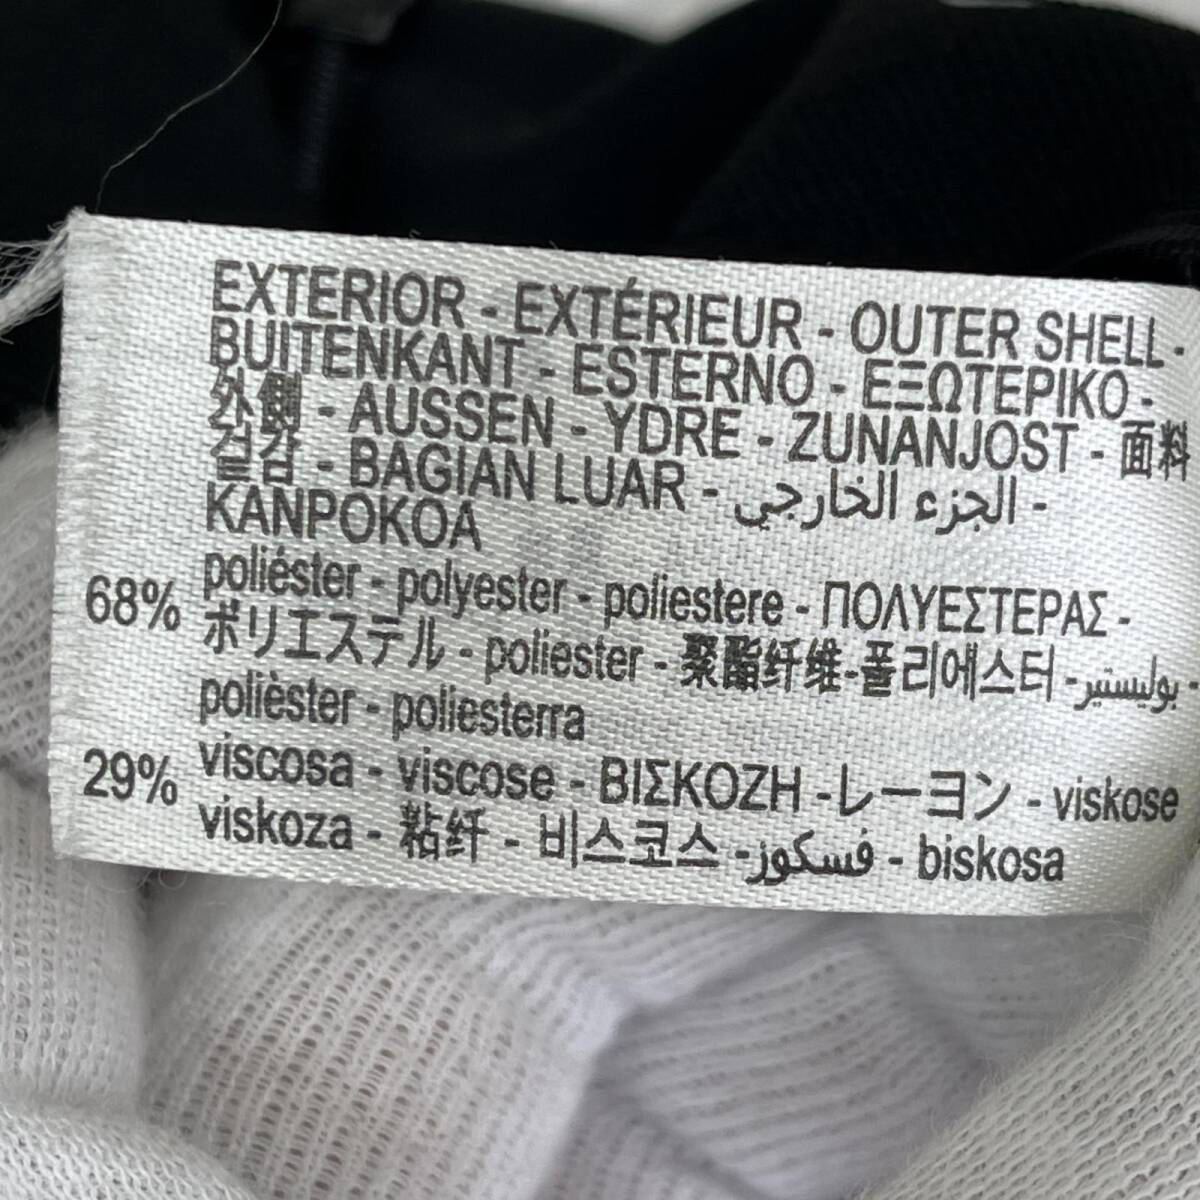 EXTERIOR - EXTÉRIEUR - OUTER SHELL -
BUITENKANT - ESTERNO - ΕΞΩΤΕΡΙΚΟ -
外側 - AUSSEN - YDRE - ZUNANJOST - 面料
겉감 - BAGIAN LUAR - الجزء الخارجي -
KANPOKOA
68% poliéster - polyester - poliestere - ΠΟΛΥΕΣΤΕΡΑΣ -
ポリエステル - poliester - 聚酯纤维-폴리에스터 - بوليستير -
polièster - poliesterra
29% viscosa - viscose - ΒΙΣΚΟΖΗ -レーヨン - viskose
viskoza - 粘纤 - 비스코스 - فسكوز - biskosa